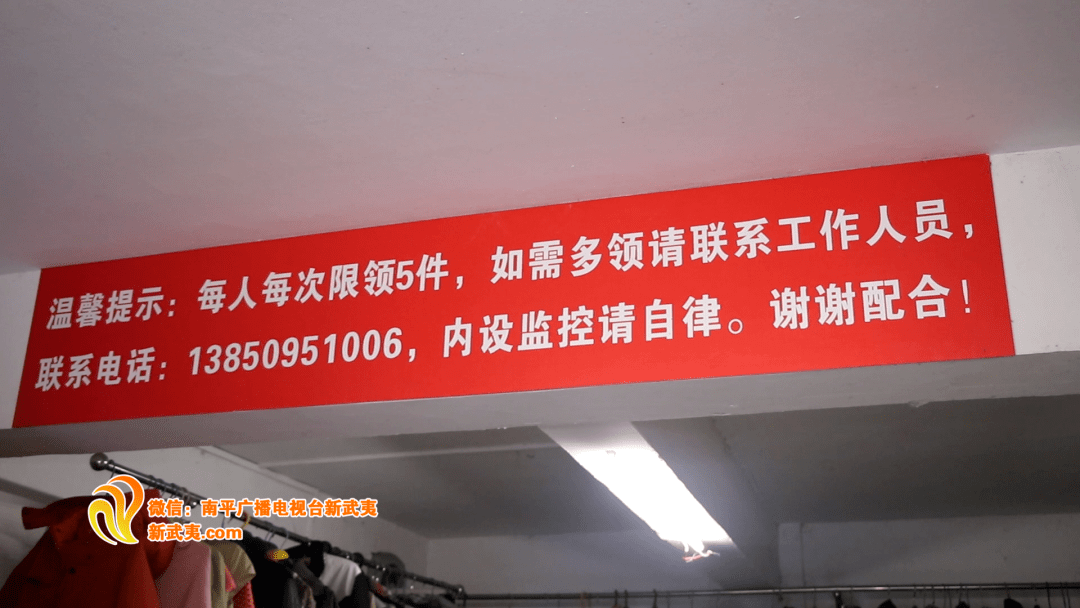 温馨提示：每人每次限领5件，如需多领请联系工作人员，
联系电话：13850951006，内设监控请自律。谢谢配合！
微信：南平广播电视台新武夷
新武夷.com